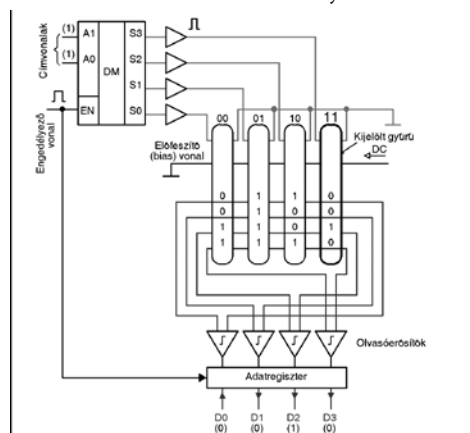 Címvonalak
(1) A1 S3
DM
(1) A0 S2
S1
EN S0
Engedélyező vonal
00 01 10 11
Előfeszítő (bias) vonal
Kijelölt gyűrű
DC
0 1 1 0
0 1 0 0
1 1 0 1
1 1 1 0
Olvasóerősítők
Adatregiszter
D0 D1 D2 D3
(0) (0) (1) (0)